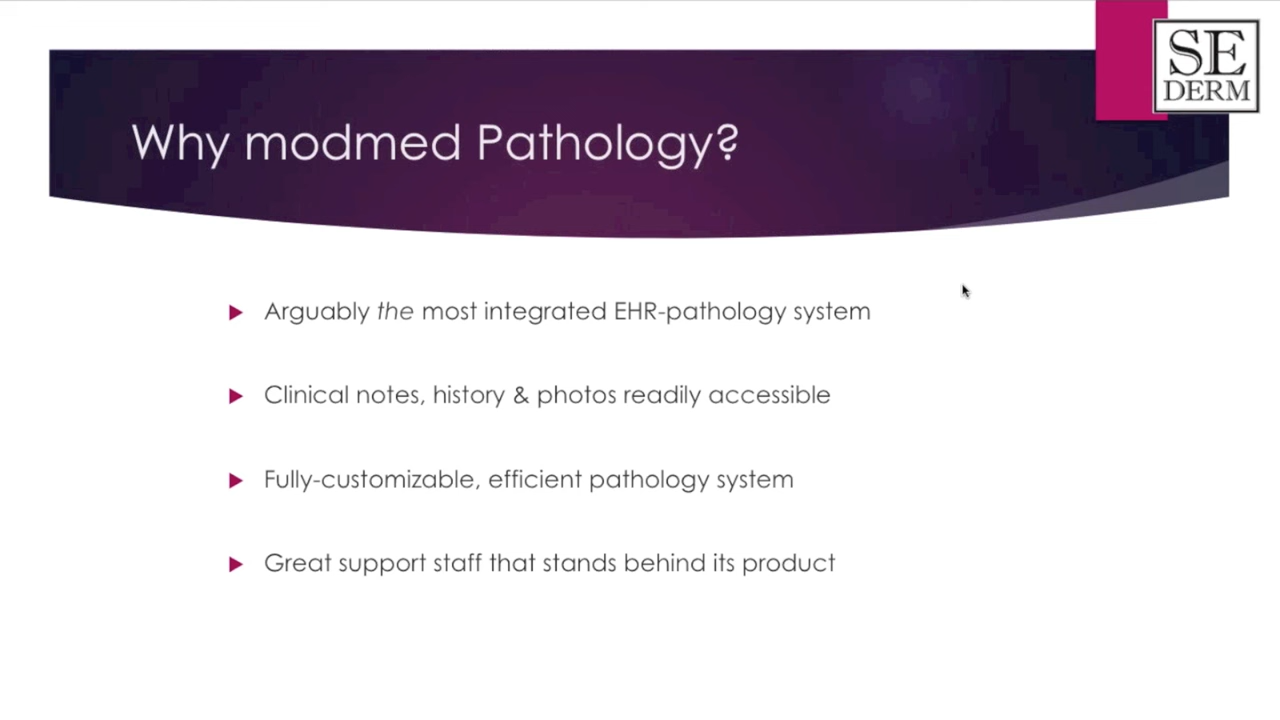 SE
DERM
Why modmed Pathology?
Arguably the most integrated EHR-pathology system
Clinical notes, history & photos readily accessible
Fully-customizable, efficient pathology system
Great support staff that stands behind its product